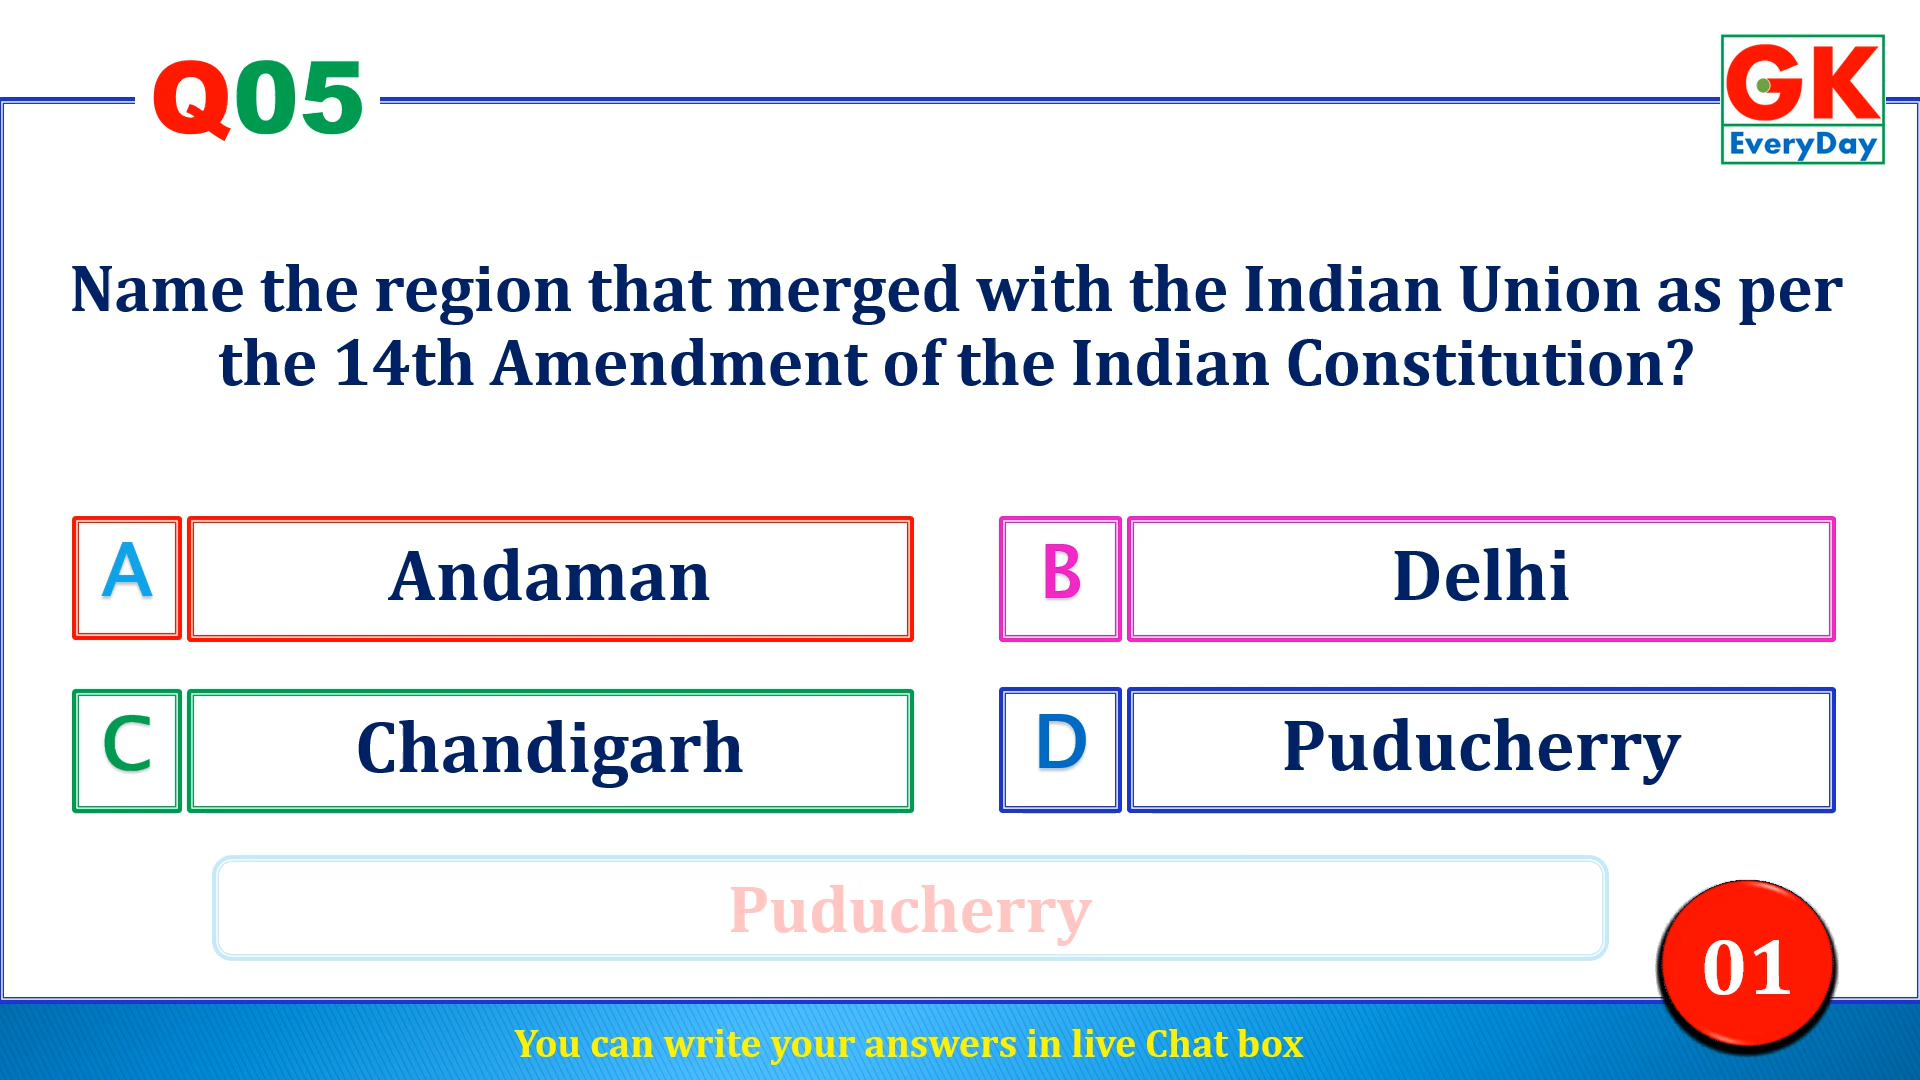 Q05
GK
EveryDay
Name the region that merged with the Indian Union as per
the 14th Amendment of the Indian Constitution?
A Andaman
B Delhi
C Chandigarh
D Puducherry
Puducherry
01
You can write your answers in live Chat box